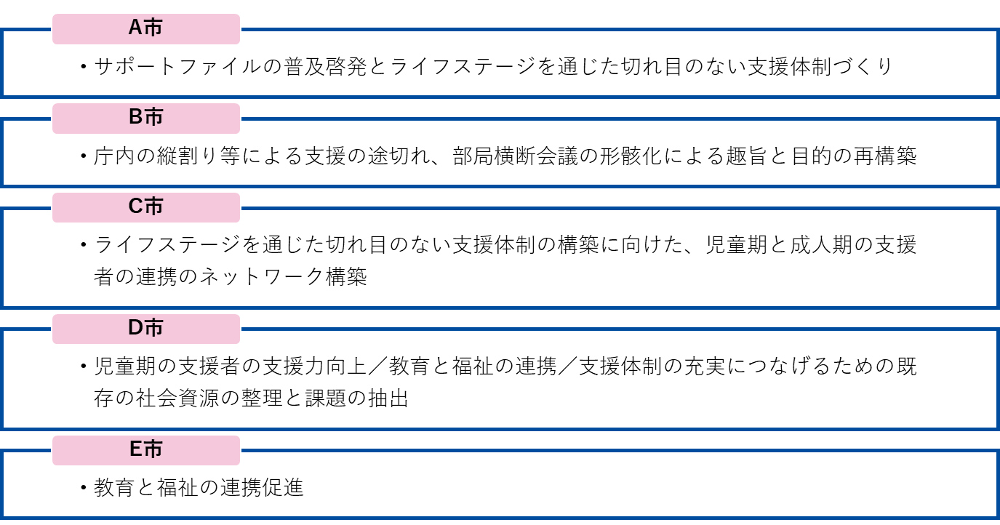 A市
・サポートファイルの普及啓発とライフステージを通じた切れ目のない支援体制づくり
B市
・庁内の縦割り等による支援の途切れ、部局横断会議の形骸化による趣旨と目的の再構築
C市
・ライフステージを通じた切れ目のない支援体制の構築に向けた、児童期と成人期の支援
者の連携のネットワーク構築
D市
・児童期の支援者の支援力向上／教育と福祉の連携／支援体制の充実につなげるための既
存の社会資源の整理と課題の抽出
E市
・教育と福祉の連携促進